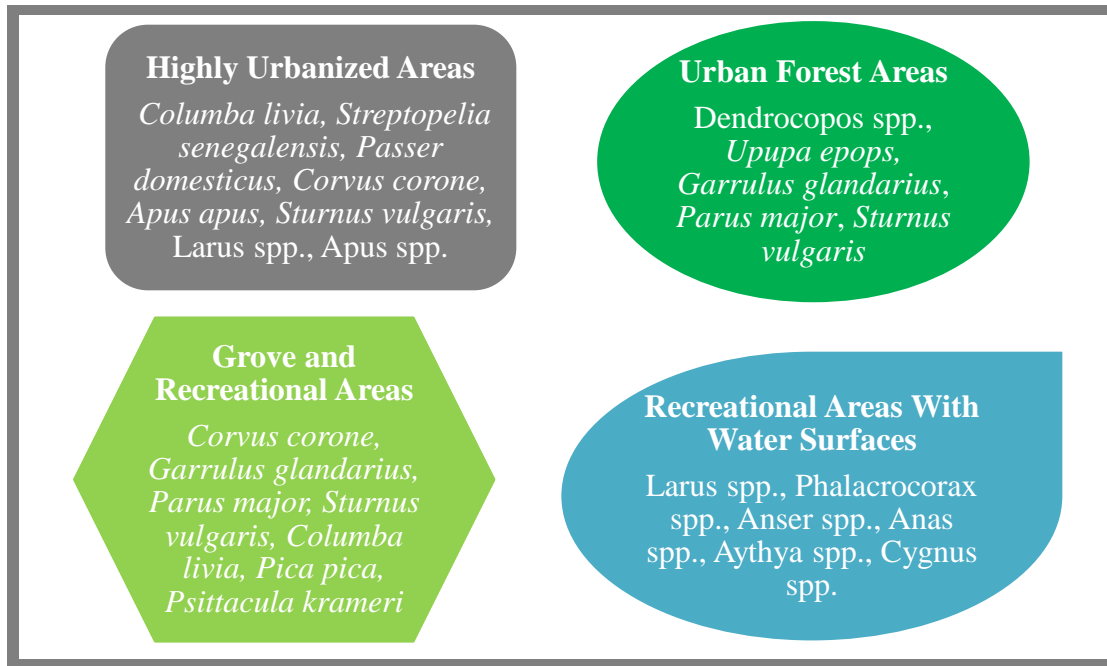 Highly Urbanized Areas
Columba livia, Streptopelia
senegalensis, Passer
domesticus, Corvus corone,
Apus apus, Sturnus vulgaris,
Larus spp., Apus spp.
Urban Forest Areas
Dendrocopos spp.,
Upupa epops,
Garrulus glandarius,
Parus major, Sturnus
vulgaris
Grove and
Recreational Areas
Corvus corone,
Garrulus glandarius,
Parus major, Sturnus
vulgaris, Columba
livia, Pica pica,
Psittacula krameri
Recreational Areas With
Water Surfaces
Larus spp., Phalacrocorax
spp., Anser spp., Anas
spp., Aythya spp., Cygnus
spp.